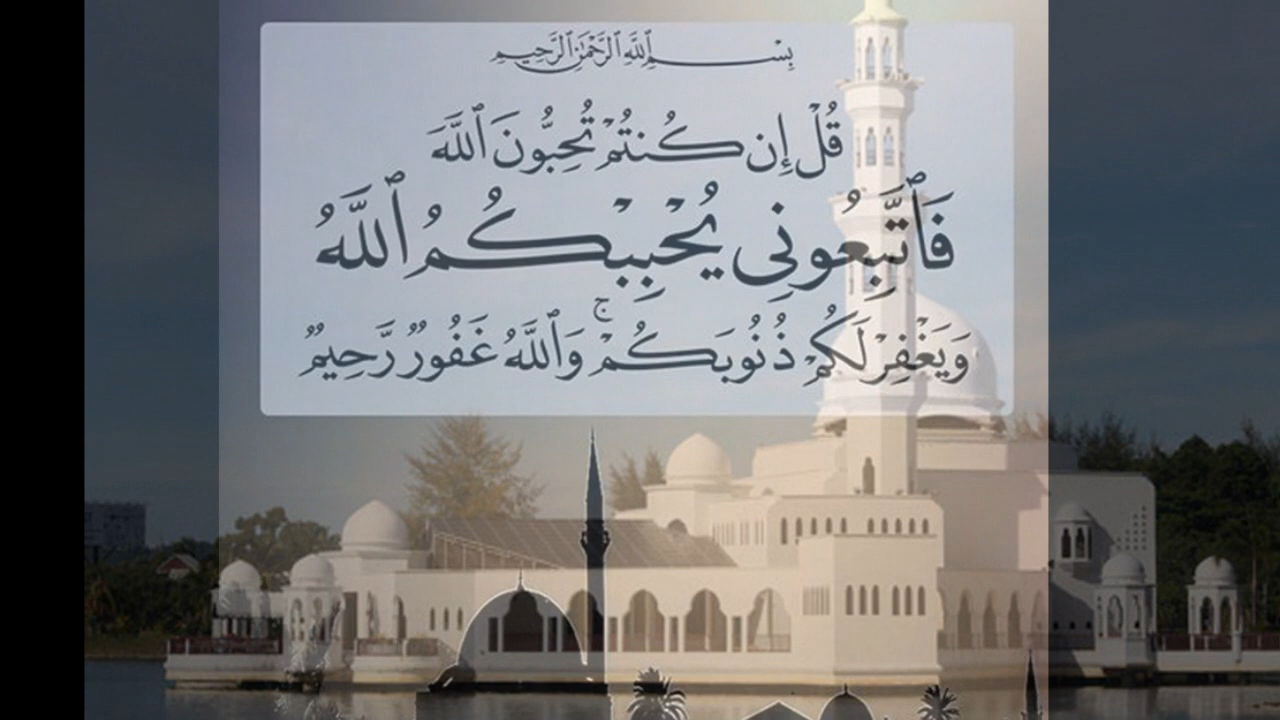 بِسْمِ ٱللَّهِ ٱلرَّحْمَٰنِ ٱلرَّحِيمِ
قُلْ إِن كُنتُمْ تُحِبُّونَ ٱللَّهَ
فَٱتَّبِعُونِي يُحْبِبْكُمُ ٱللَّهُ
وَيَغْفِرْ لَكُمْ ذُنُوبَكُمْ ۚ وَٱللَّهُ غَفُورٌ رَّحِيمٌ